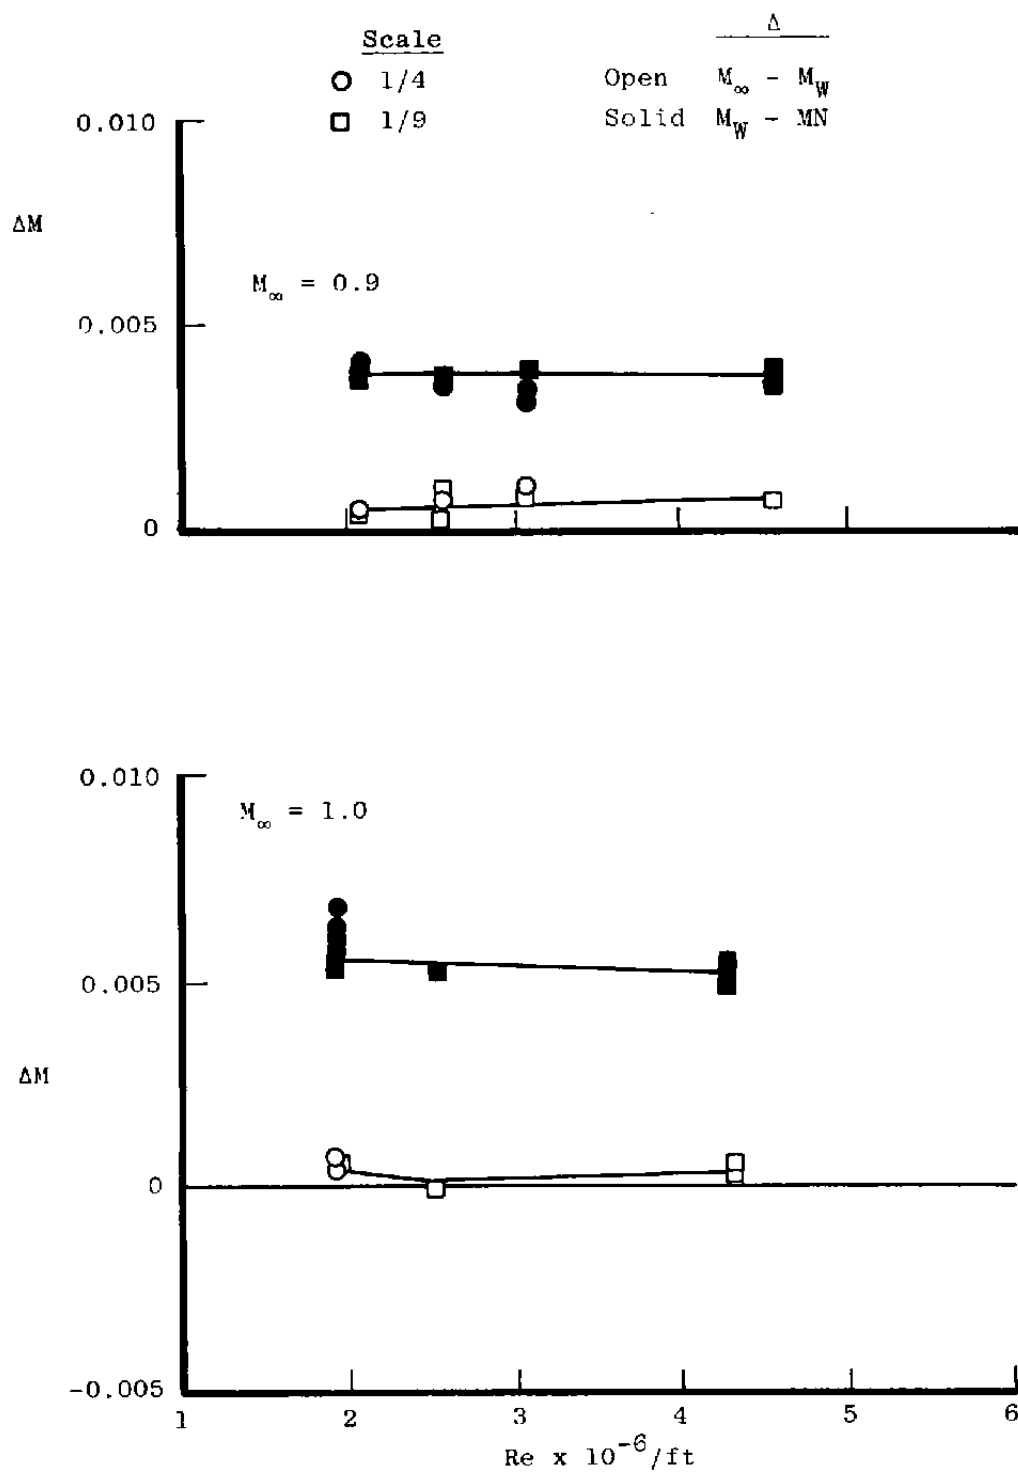 Scale Δ
○ 1/4 Open M∞ - MW
□ 1/9 Solid MW - MN
0.010
ΔM
M∞ = 0.9
0.005
0
0.010
M∞ = 1.0
0.005
ΔM
0
-0.005
1 2 3 4 5 6
Re x 10⁻⁶/ft